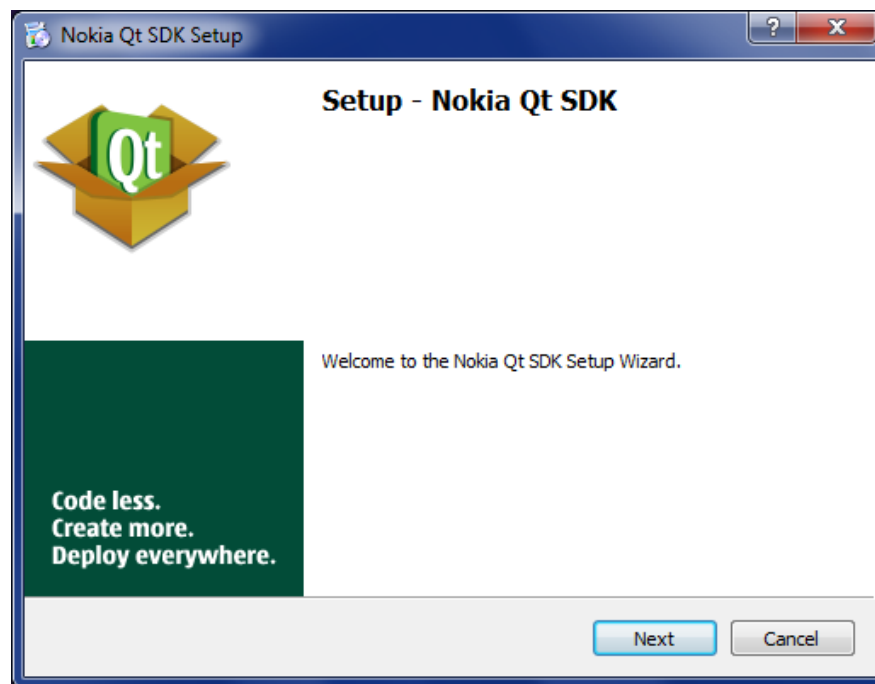 Nokia Qt SDK Setup
?
X
Setup - Nokia Qt SDK
Qt
Welcome to the Nokia Qt SDK Setup Wizard.
Code less.
Create more.
Deploy everywhere.
Next
Cancel